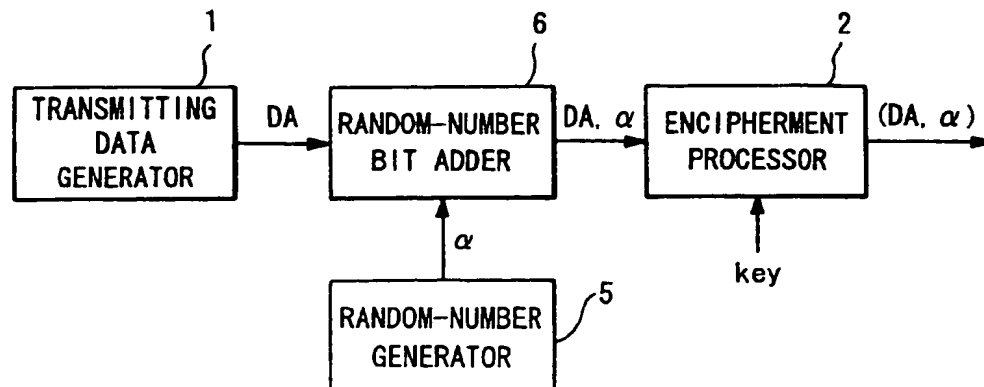 1
6
2
TRANSMITTING
DATA
GENERATOR
DA
RANDOM-NUMBER
BIT ADDER
DA, α
ENCIPHERMENT
PROCESSOR
(DA, α)
α
key
RANDOM-NUMBER
GENERATOR
5